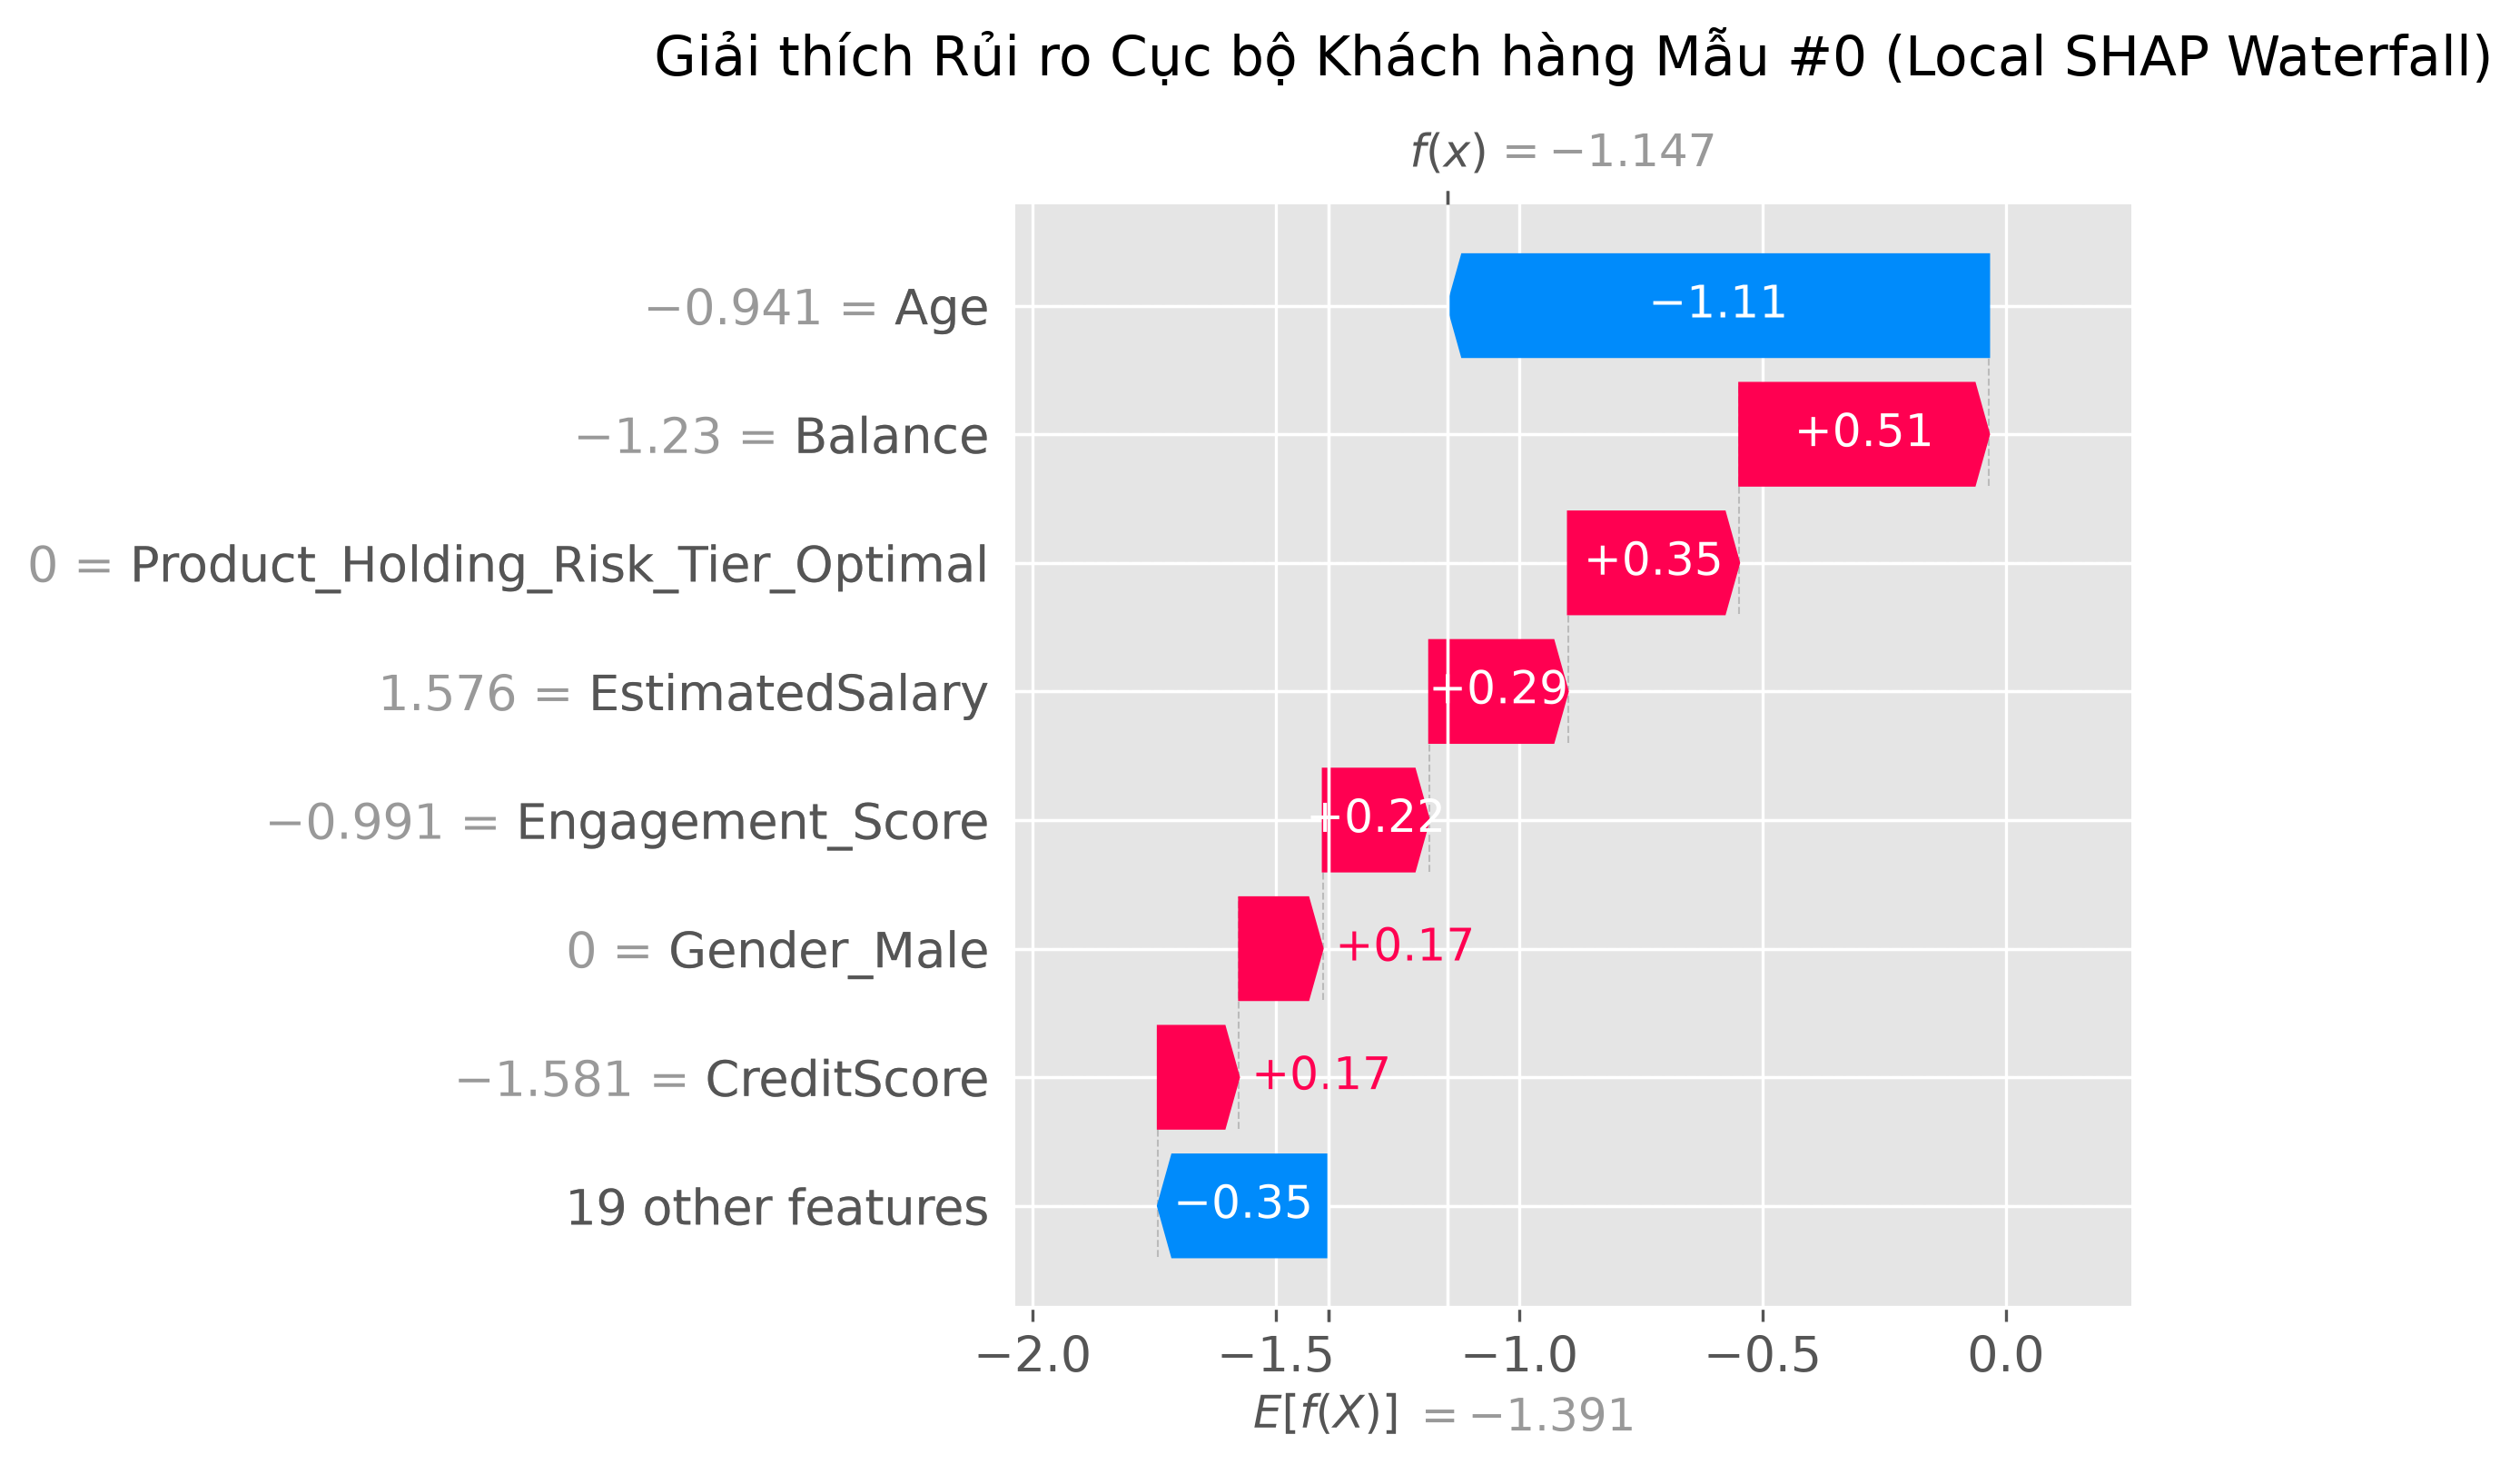 Giải thích Rủi ro Cục bộ Khách hàng Mẫu #0 (Local SHAP Waterfall)
f(x) = −1.147
−0.941 = Age −1.11
−1.23 = Balance +0.51
0 = Product_Holding_Risk_Tier_Optimal +0.35
1.576 = EstimatedSalary +0.29
−0.991 = Engagement_Score +0.22
0 = Gender_Male +0.17
−1.581 = CreditScore +0.17
19 other features −0.35
−2.0 −1.5 −1.0 −0.5 0.0
E[f(X)] = −1.391